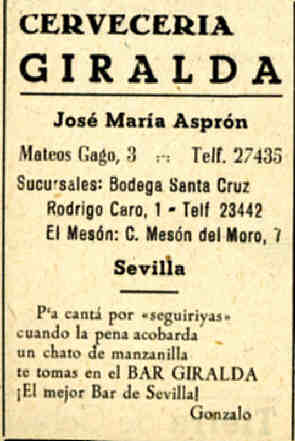 CERVECERIA
GIRALDA
José María Asprón
Mateos Gago, 3 :-: Telf. 27435
Sucursales: Bodega Santa Cruz
Rodrigo Caro, 1 - Telf 23442
El Mesón: C. Mesón del Moro, 7
Sevilla
P'a cantá por «seguiriyas»
cuando la pena acobarda
un chato de manzanilla
te tomas en el BAR GIRALDA
¡El mejor Bar de Sevilla!
Gonzalo